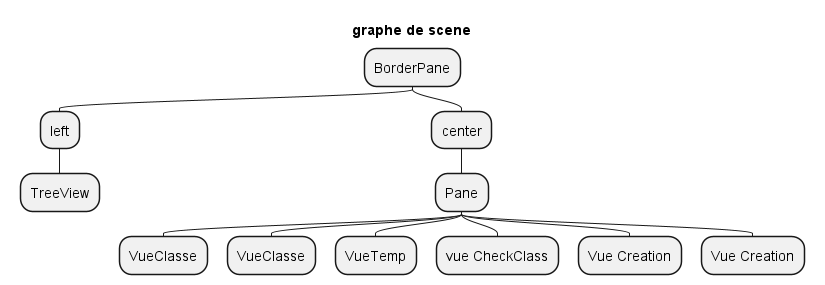 graphe de scene
BorderPane
left
center
TreeView
Pane
VueClasse
VueClasse
VueTemp
vue CheckClass
Vue Creation
Vue Creation